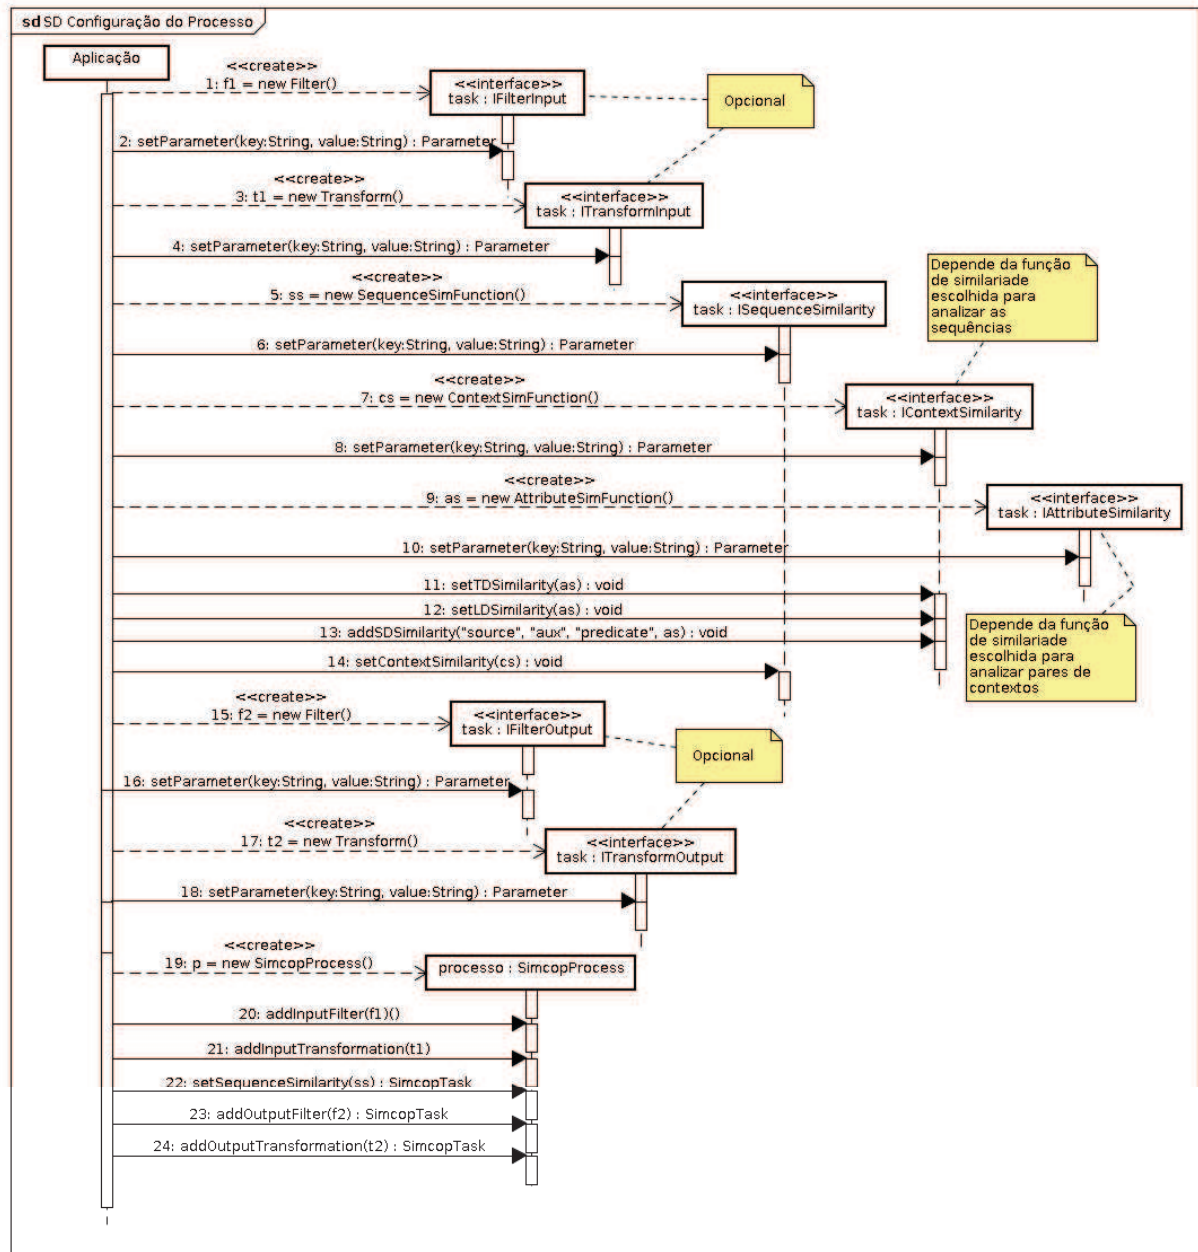 sd SD Configuração do Processo
Aplicação
<<create>>
1: f1 = new Filter()
<<interface>>
task : IFilterInput
Opcional
2: setParameter(key:String, value:String) : Parameter
<<create>>
3: t1 = new Transform()
<<interface>>
task : ITransformInput
4: setParameter(key:String, value:String) : Parameter
<<create>>
5: ss = new SequenceSimFunction()
<<interface>>
task : ISequenceSimilarity
Depende da função
de similariade
escolhida para
analizar as
sequências
6: setParameter(key:String, value:String) : Parameter
<<create>>
7: cs = new ContextSimFunction()
<<interface>>
task : IContextSimilarity
8: setParameter(key:String, value:String) : Parameter
<<create>>
9: as = new AttributeSimFunction()
<<interface>>
task : IAttributeSimilarity
10: setParameter(key:String, value:String) : Parameter
11: setTDSimilarity(as) : void
12: setLDSimilarity(as) : void
13: addSDSimilarity("source", "aux", "predicate", as) : void
Depende da função
de similariade
escolhida para
analizar pares de
contextos
14: setContextSimilarity(cs) : void
<<create>>
15: f2 = new Filter()
<<interface>>
task : IFilterOutput
Opcional
16: setParameter(key:String, value:String) : Parameter
<<create>>
17: t2 = new Transform()
<<interface>>
task : ITransformOutput
18: setParameter(key:String, value:String) : Parameter
<<create>>
19: p = new SimcopProcess()
processo : SimcopProcess
20: addInputFilter(f1)()
21: addInputTransformation(t1)
22: setSequenceSimilarity(ss) : SimcopTask
23: addOutputFilter(f2) : SimcopTask
24: addOutputTransformation(t2) : SimcopTask